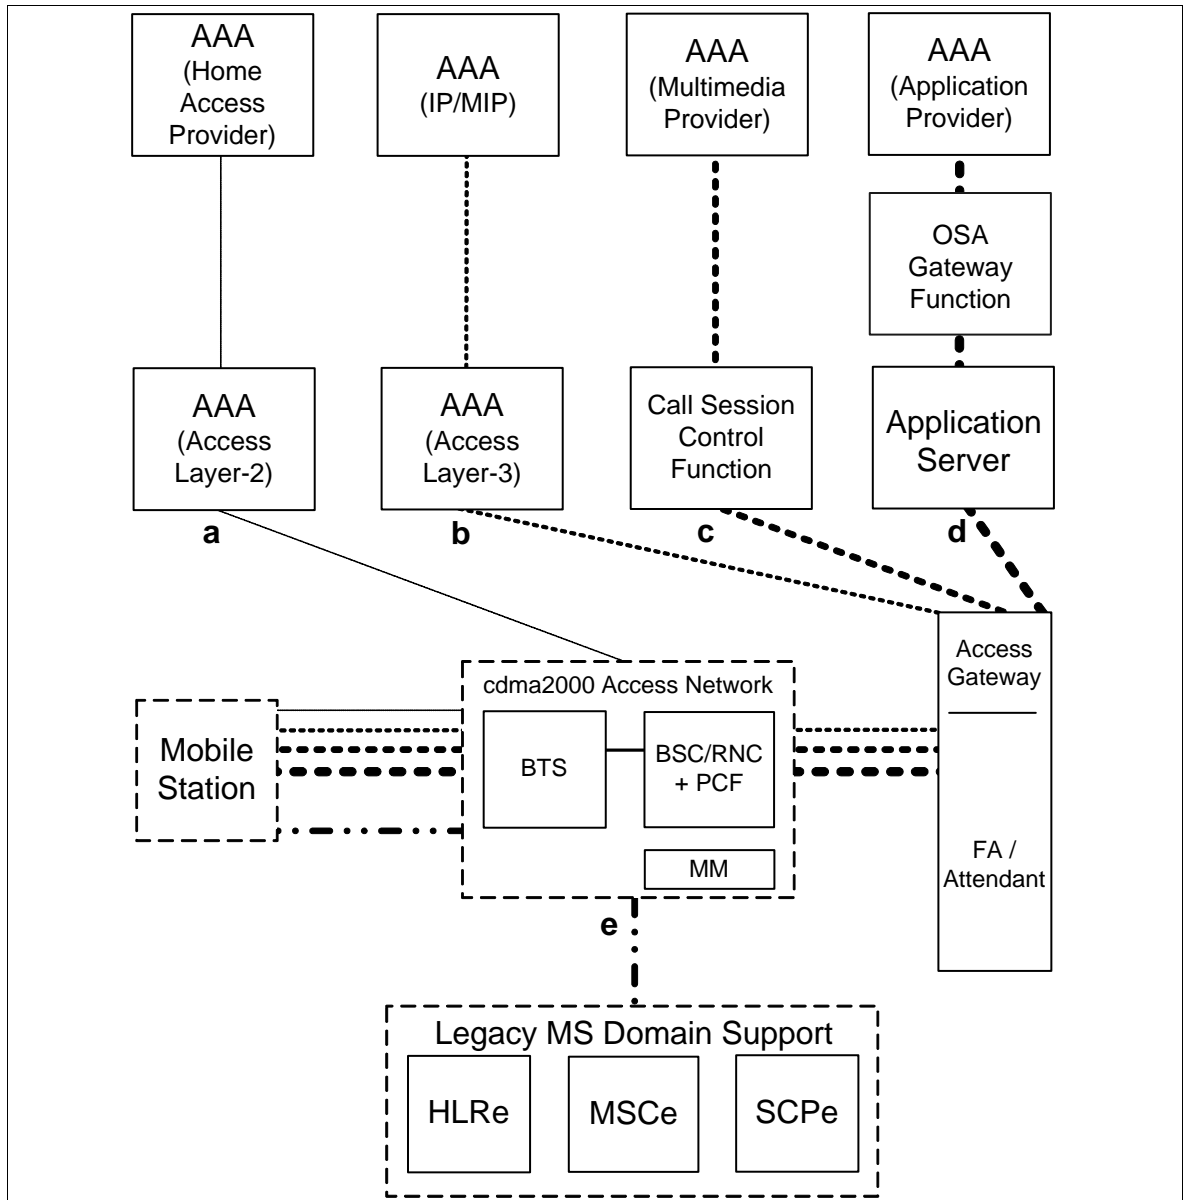 AAA
(Home
Access
Provider)
AAA
(IP/MIP)
AAA
(Multimedia
Provider)
AAA
(Application
Provider)
OSA
Gateway
Function
AAA
(Access
Layer-2)
AAA
(Access
Layer-3)
Call Session
Control
Function
Application
Server
a
b
c
d
Access
Gateway
FA /
Attendant
cdma2000 Access Network
Mobile
Station
BTS
BSC/RNC
+ PCF
MM
e
Legacy MS Domain Support
HLRe
MSCe
SCPe